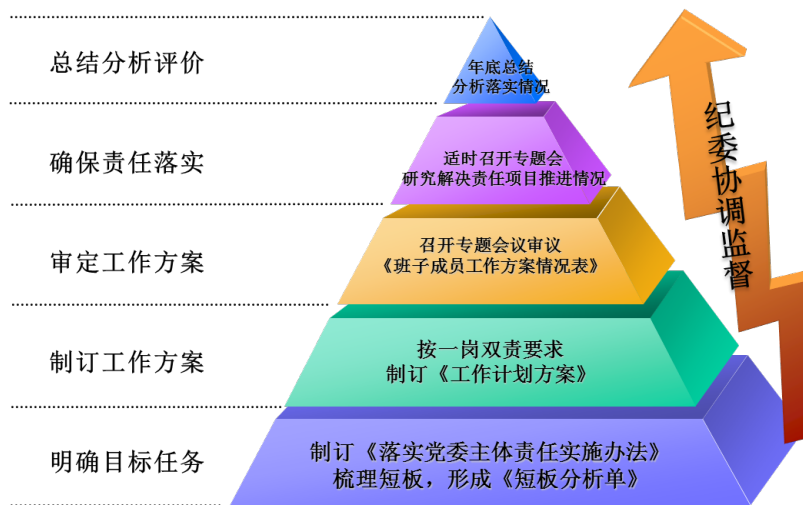 总结分析评价
年底总结
分析落实情况
确保责任落实
适时召开专题会
研究解决责任项目推进情况
审定工作方案
召开专题会议审议
《班子成员工作方案情况表》
制订工作方案
按一岗双责要求
制订《工作计划方案》
明确目标任务
制订《落实党委主体责任实施办法》
梳理短板，形成《短板分析单》
纪委协调监督